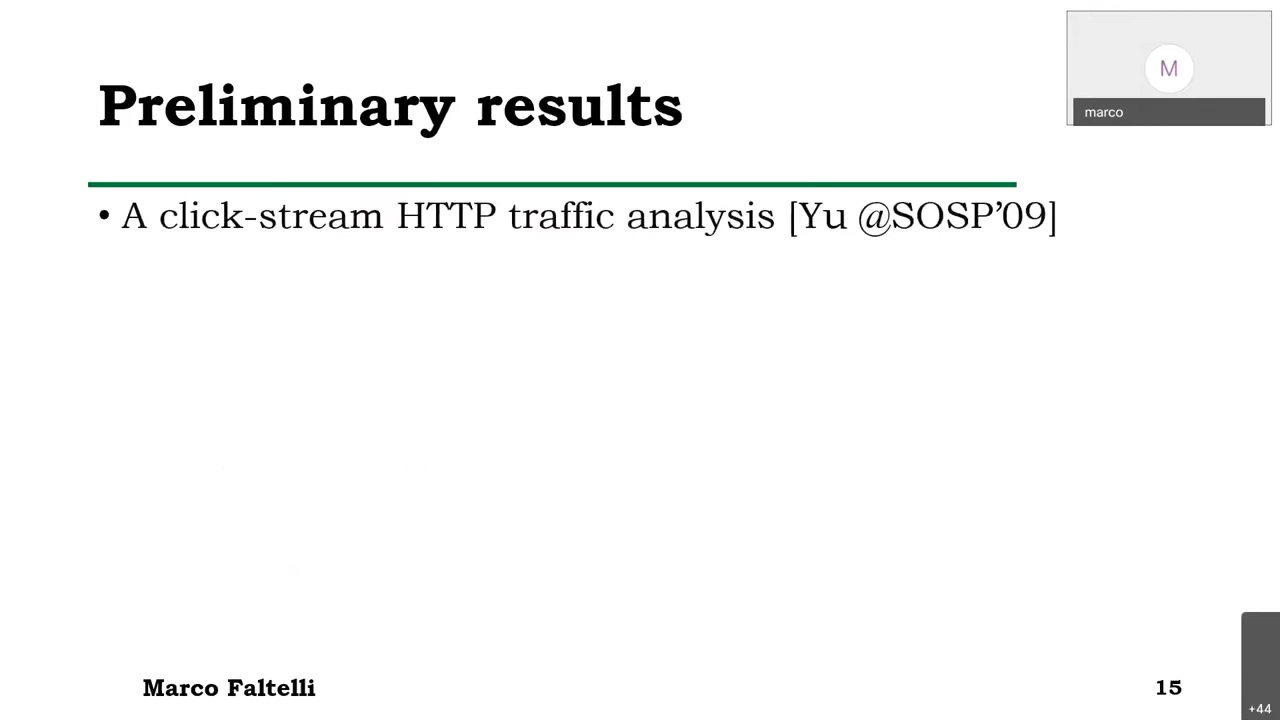 Preliminary results
M
marco
• A click-stream HTTP traffic analysis [Yu @SOSP’09]
Marco Faltelli
15
+44